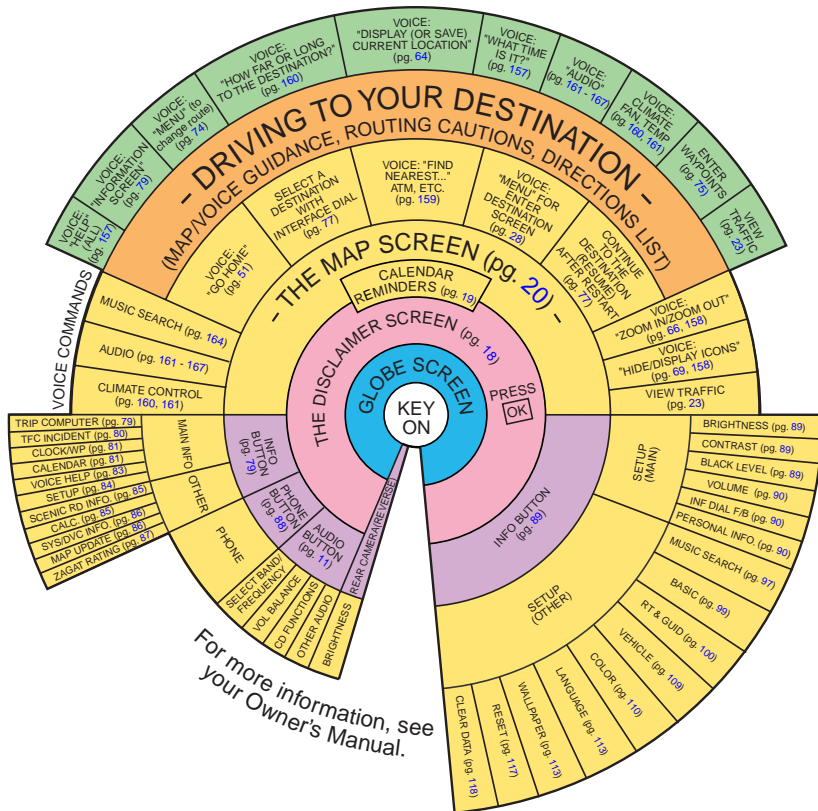 VOICE:
"HELP"
(ALL)
(pg. 157)
VOICE:
"INFORMATION
SCREEN"
(pg. 79)
VOICE:
"MENU" (to
change route)
(pg. 74)
VOICE:
"HOW FAR OR LONG
TO THE DESTINATION?"
(pg. 160)
VOICE:
"DISPLAY (OR SAVE)
CURRENT LOCATION"
(pg. 64)
VOICE:
"WHAT TIME
IS IT?"
(pg. 157)
VOICE:
"AUDIO"
(pg. 161 - 167)
VOICE:
CLIMATE
FAN, TEMP
(pg. 160, 161)
ENTER
WAYPOINTS
(pg. 75)
VIEW
TRAFFIC
(pg. 23)
- DRIVING TO YOUR DESTINATION -
(MAP/VOICE GUIDANCE, ROUTING CAUTIONS, DIRECTIONS LIST)
VOICE:
"GO HOME"
(pg. 51)
SELECT A
DESTINATION
WITH
INTERFACE DIAL
(pg. 77)
VOICE: "FIND
NEAREST..."
ATM, ETC.
(pg. 159)
VOICE:
"MENU" FOR
ENTER
DESTINATION
SCREEN
(pg. 28)
CONTINUE
TO THE
DESTINATION
(RESUME)
AFTER RESTART
(pg. 77)
VOICE COMMANDS
MUSIC SEARCH (pg. 164)
AUDIO (pg. 161 - 167)
CLIMATE CONTROL
(pg. 160, 161)
- THE MAP SCREEN (pg. 20) -
CALENDAR
REMINDERS (pg. 19)
VOICE:
"ZOOM IN/ZOOM OUT"
(pg. 66, 158)
VOICE:
"HIDE/DISPLAY ICONS"
(pg. 69, 158)
VIEW TRAFFIC
(pg. 23)
THE DISCLAIMER SCREEN (pg. 18)
PRESS
OK
GLOBE SCREEN
KEY
ON
TRIP COMPUTER (pg. 79)
TFC INCIDENT (pg. 80)
CLOCK/WP (pg. 81)
CALENDAR (pg. 81)
VOICE HELP (pg. 83)
SETUP (pg. 84)
SCENIC RD INFO. (pg. 85)
CALC. (pg. 85)
SYS/DVC INFO. (pg. 86)
MAP UPDATE (pg. 86)
ZAGAT RATING (pg. 87)
MAIN INFO
OTHER
INFO
BUTTON
(pg. 79)
PHONE
BUTTON
(pg. 88)
AUDIO
BUTTON
(pg. 11)
REAR CAMERA(REVERSE)
PHONE
SELECT BAND/
FREQUENCY
VOL BALANCE
CD FUNCTIONS
OTHER AUDIO
BRIGHTNESS
INFO BUTTON
(pg. 89)
SETUP
(MAIN)
SETUP
(OTHER)
BRIGHTNESS (pg. 89)
CONTRAST (pg. 89)
BLACK LEVEL (pg. 89)
VOLUME (pg. 90)
INF DIAL F/B (pg. 90)
PERSONAL INFO. (pg. 90)
MUSIC SEARCH (pg. 97)
BASIC (pg. 99)
RT & GUID (pg. 100)
VEHICLE (pg. 109)
COLOR (pg. 110)
LANGUAGE (pg. 113)
WALLPAPER (pg. 113)
RESET (pg. 117)
CLEAR DATA (pg. 118)
For more information, see
your Owner's Manual.